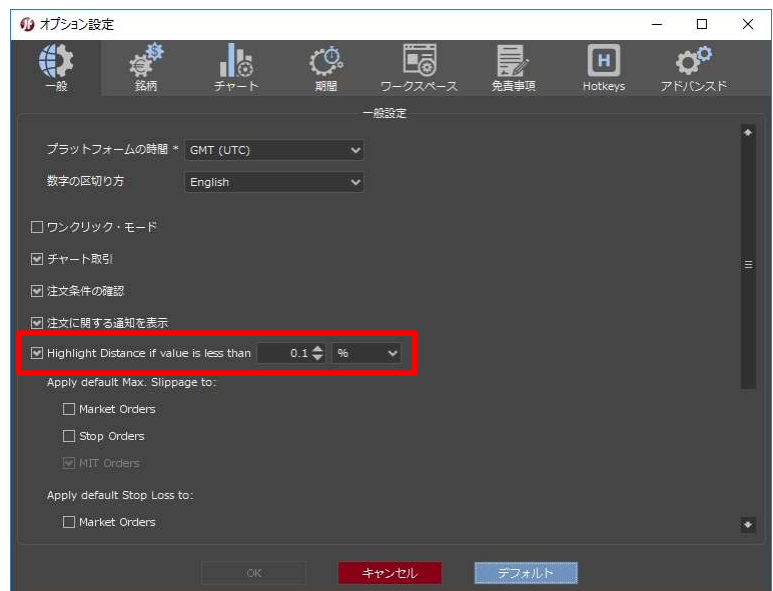 オプション設定
一般 銘柄 チャート 期間 ワークスペース 免責事項 H Hotkeys アドバンスド
一般設定
プラットフォームの時間 * GMT (UTC)
数字の区切り方 English
ワンクリック・モード
チャート取引
注文条件の確認
注文に関する通知を表示
Highlight Distance if value is less than 0.1 %
Apply default Max. Slippage to:
Market Orders
Stop Orders
MIT Orders
Apply default Stop Loss to:
Market Orders
OK キャンセル デフォルト